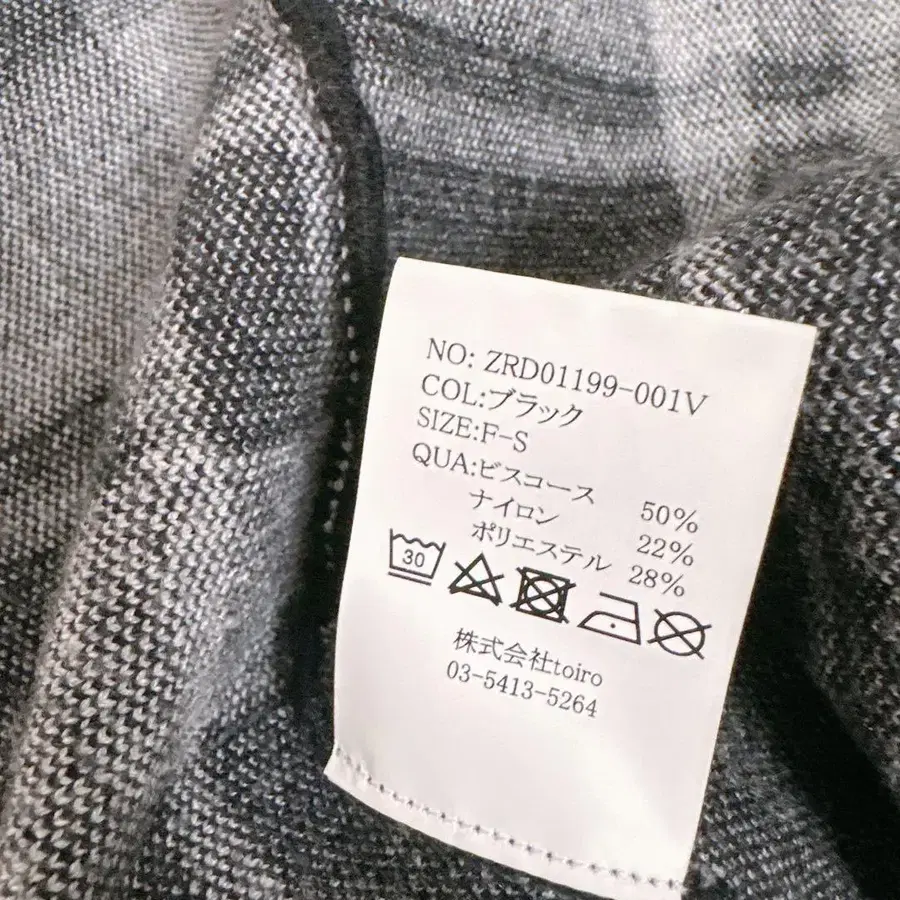 NO: ZRD01199-001V
COL:ブラック
SIZE:F-S
QUA:ビスコース 50%
ナイロン 22%
ポリエステル 28%
30
株式会社toiro
03-5413-5264